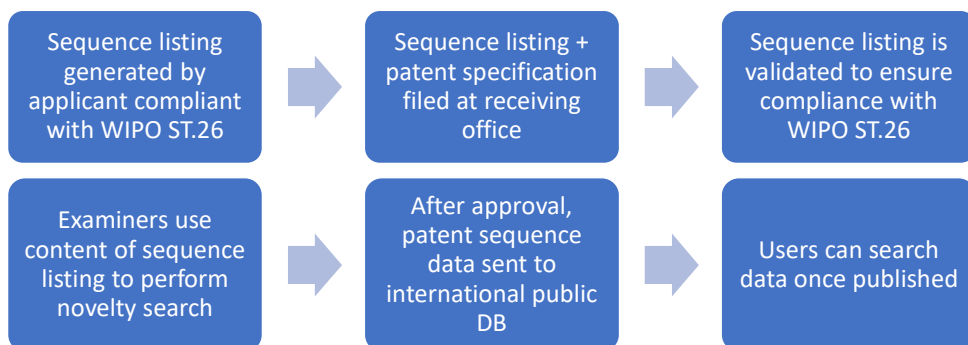 Sequence listing
generated by
applicant compliant
with WIPO ST.26
Sequence listing +
patent specification
filed at receiving
office
Sequence listing is
validated to ensure
compliance with
WIPO ST.26
Examiners use
content of sequence
listing to perform
novelty search
After approval,
patent sequence
data sent to
international public
DB
Users can search
data once published